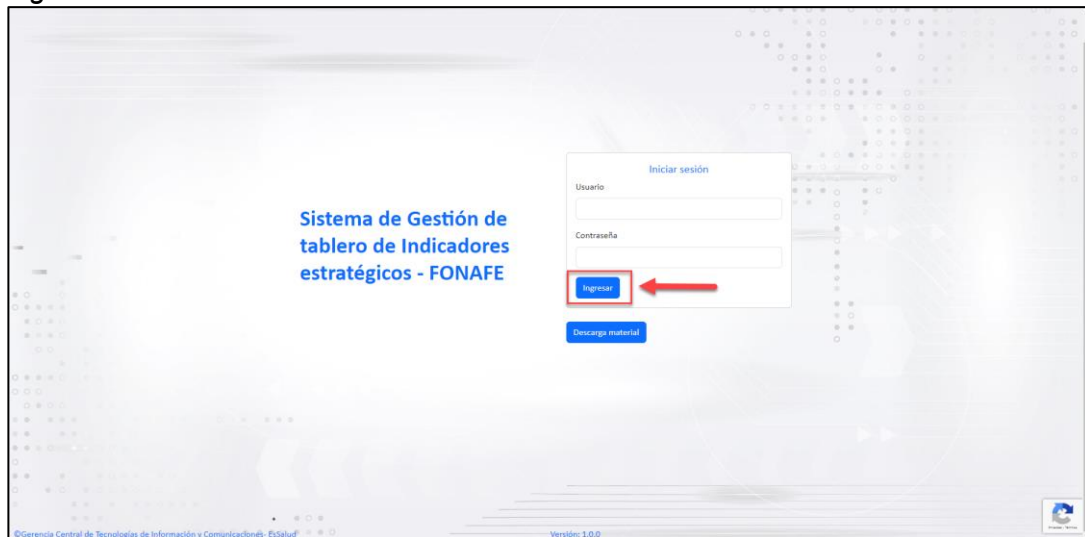 Iniciar sesión
Usuario
Sistema de Gestión de
tablero de Indicadores
estratégicos - FONAFE
Contraseña
Ingresar
Descarga material
©Gerencia Central de Tecnologías de Información y Comunicaciones- EsSalud
Versión: 1.0.0